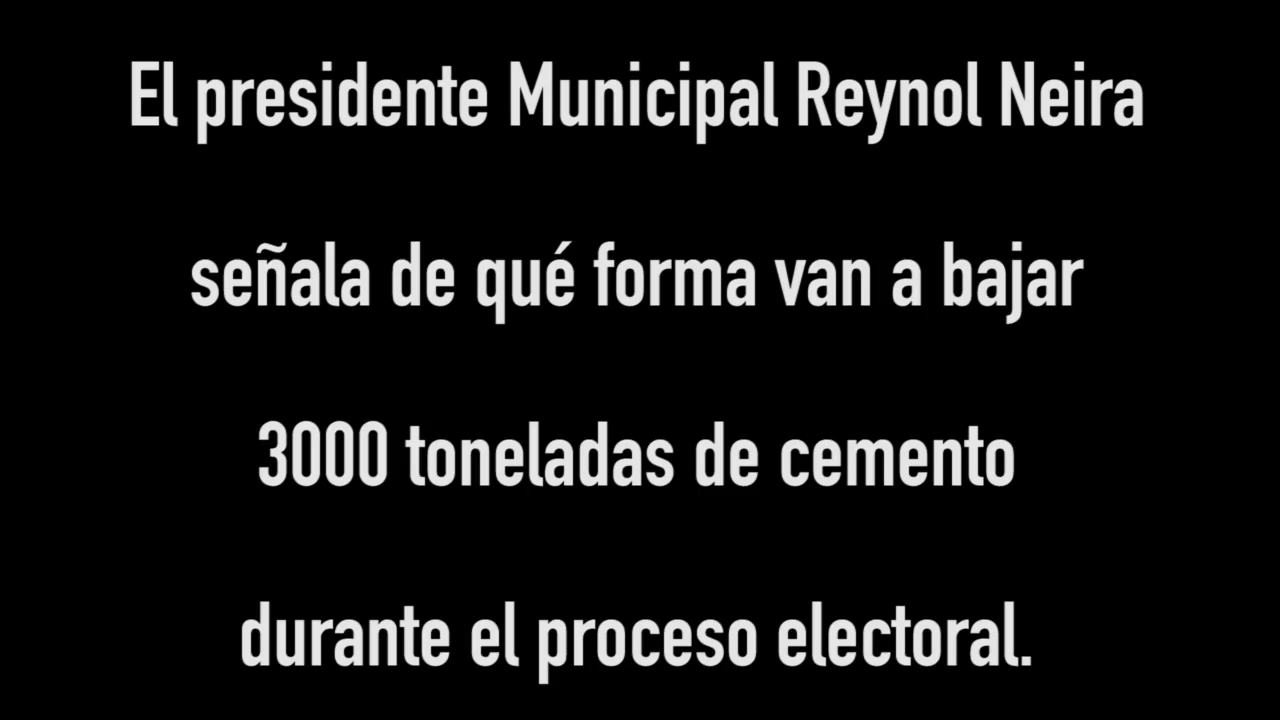 El presidente Municipal Reynol Neira
señala de qué forma van a bajar
3000 toneladas de cemento
durante el proceso electoral.